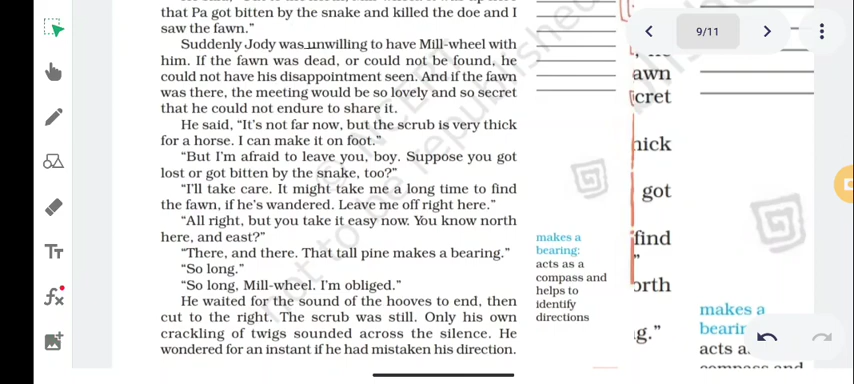 that Pa got bitten by the snake and killed the doe and I
saw the fawn.”
Suddenly Jody was unwilling to have Mill-wheel with
him. If the fawn was dead, or could not be found, he
could not have his disappointment seen. And if the fawn
was there, the meeting would be so lovely and so secret
that he could not endure to share it.
He said, “It’s not far now, but the scrub is very thick
for a horse. I can make it on foot.”
“But I’m afraid to leave you, boy. Suppose you got
lost or got bitten by the snake, too?”
“I’ll take care. It might take me a long time to find
the fawn, if he’s wandered. Leave me off right here.”
“All right, but you take it easy now. You know north
here, and east?”
“There, and there. That tall pine makes a bearing.”
“So long.”
“So long, Mill-wheel. I’m obliged.”
He waited for the sound of the hooves to end, then
cut to the right. The scrub was still. Only his own
crackling of twigs sounded across the silence. He
wondered for an instant if he had mistaken his direction.
makes a
bearing:
acts as a
compass and
helps to
identify
directions
9/11
awn
cret
hick
got
find
”
orth
g.”
makes a
bearin
acts a
Tт
fx
not to be republished